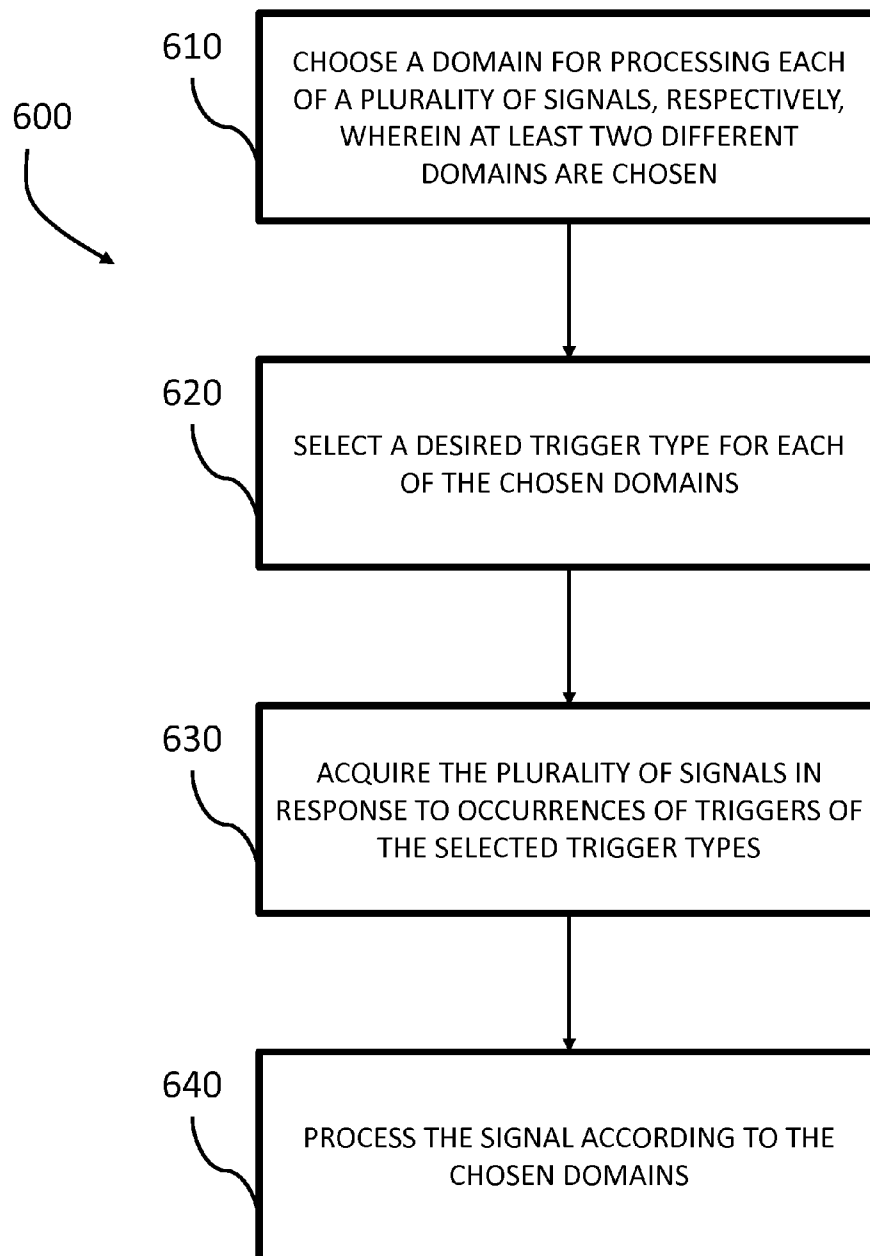 600
610
CHOOSE A DOMAIN FOR PROCESSING EACH
OF A PLURALITY OF SIGNALS, RESPECTIVELY,
WHEREIN AT LEAST TWO DIFFERENT
DOMAINS ARE CHOSEN
620
SELECT A DESIRED TRIGGER TYPE FOR EACH
OF THE CHOSEN DOMAINS
630
ACQUIRE THE PLURALITY OF SIGNALS IN
RESPONSE TO OCCURRENCES OF TRIGGERS OF
THE SELECTED TRIGGER TYPES
640
PROCESS THE SIGNAL ACCORDING TO THE
CHOSEN DOMAINS